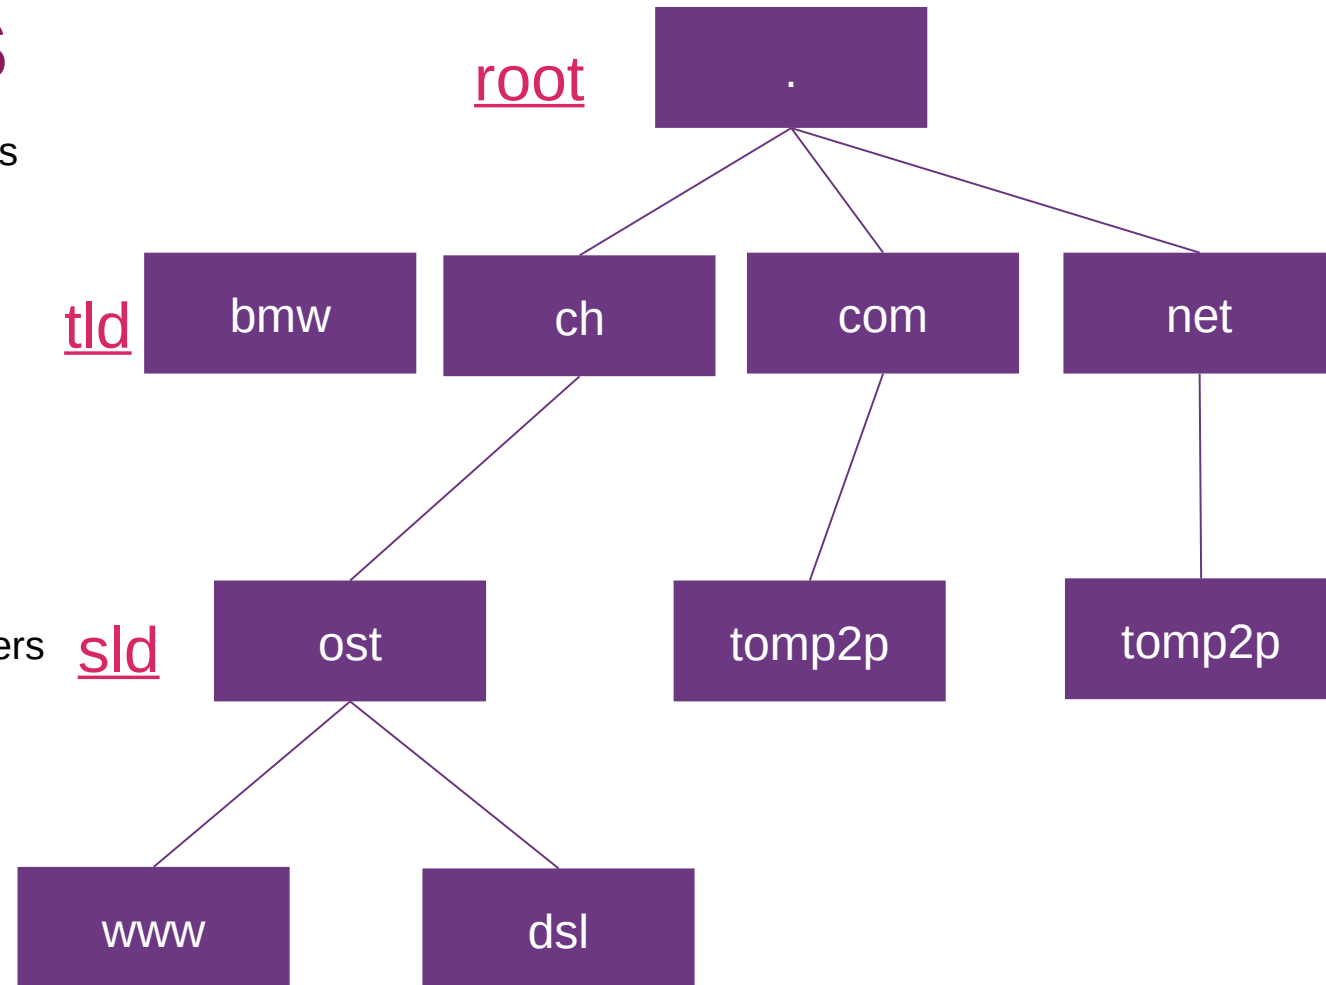 root
.
tld
bmw
ch
com
net
sld
ost
tomp2p
tomp2p
www
dsl